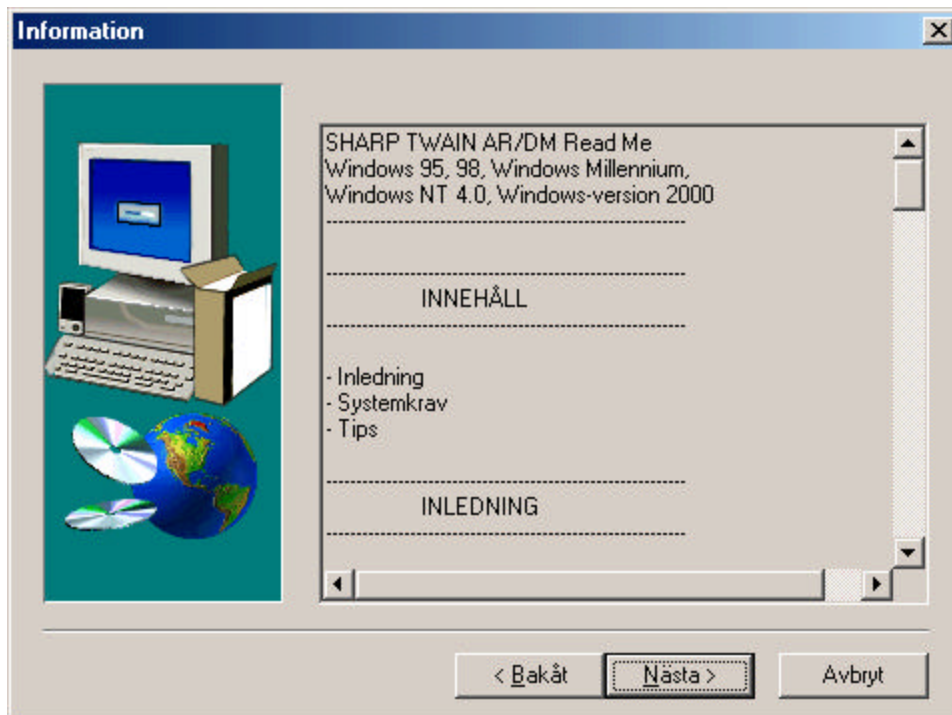 Information
SHARP TWAIN AR/DM Read Me
Windows 95, 98, Windows Millennium,
Windows NT 4.0, Windows-version 2000
------------------------------------------------------------
------------------------------------------------------------
INNEHÅLL
------------------------------------------------------------
- Inledning
- Systemkrav
- Tips
------------------------------------------------------------
INLEDNING
------------------------------------------------------------
< Bakåt
Nästa >
Avbryt